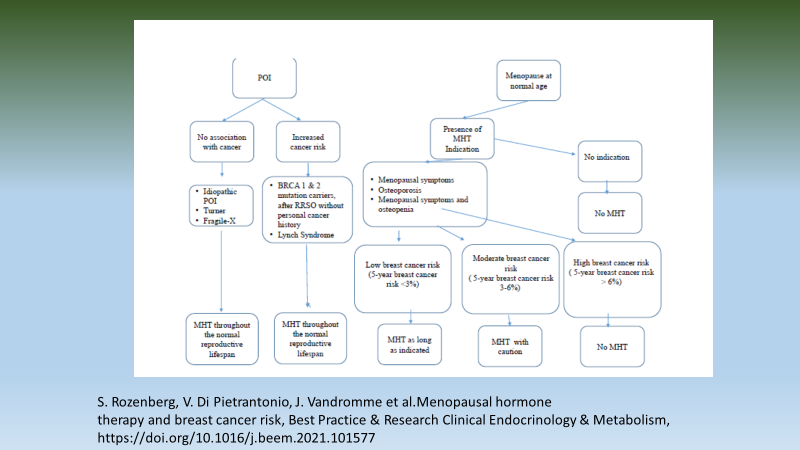 POI
No association
with cancer
Increased
cancer risk
• Idiopathic
POI
• Turner
• Fragile-X
• BRCA 1 & 2
mutation carriers,
after RRSO without
personal cancer
history
• Lynch Syndrome
MHT throughout
the normal
reproductive
lifespan
MHT throughout
the normal
reproductive
lifespan
Menopause at
normal age
Presence of
MHT
Indication
No indication
No MHT
• Menopausal symptoms
• Osteoporosis
• Menopausal symptoms and
osteopenia
Low breast cancer risk
(5-year breast cancer
risk <3%)
Moderate breast cancer
risk
( 5-year breast cancer risk
3-6%)
High breast cancer risk
( 5-year breast cancer risk
> 6%)
MHT as long
as indicated
MHT with
caution
No MHT
S. Rozenberg, V. Di Pietrantonio, J. Vandromme et al.Menopausal hormone
therapy and breast cancer risk, Best Practice & Research Clinical Endocrinology & Metabolism,
https://doi.org/10.1016/j.beem.2021.101577